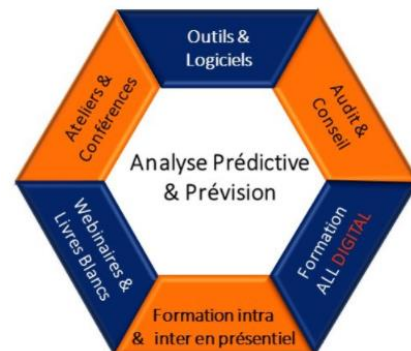 Outils &
Logiciels
Audit &
Conseil
Formation
ALL DIGITAL
Formation intra
& inter en présentiel
Webinaires &
Livres Blancs
Ateliers &
Conférences
Analyse Prédictive
& Prévision